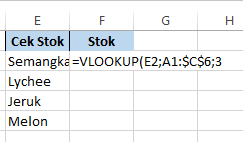 E F G H
Cek Stok Stok
Semangka =VLOOKUP(E2;A1:$C$6;3
Lychee
Jeruk
Melon